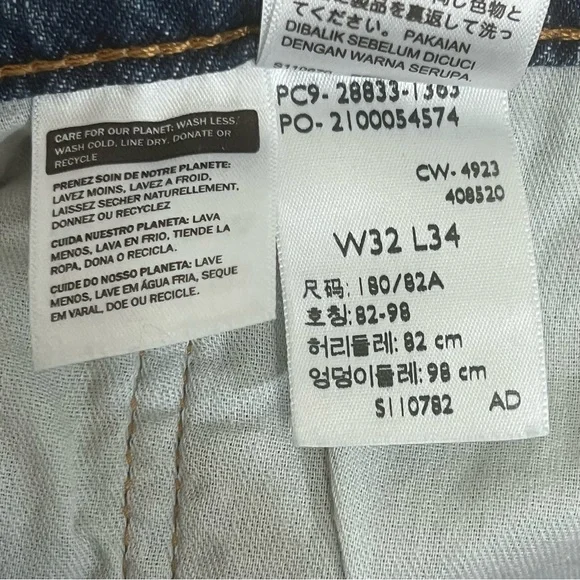 てください。PAKAIAN
DIBALIK SEBELUM DICUCI
DENGAN WARNA SERUPA.
CARE FOR OUR PLANET: WASH LESS,
WASH COLD, LINE DRY, DONATE OR
RECYCLE
PRENEZ SOIN DE NOTRE PLANETE:
LAVEZ MOINS, LAVEZ A FROID,
LAISSEZ SECHER NATURELLEMENT,
DONNEZ OU RECYCLEZ
CUIDA NUESTRO PLANETA: LAVA
MENOS, LAVA EN FRIO, TIENDE LA
ROPA, DONA O RECICLA.
CUIDE DO NOSSO PLANETA: LAVE
MENOS, LAVE EM ÁGUA FRIA, SEQUE
EM VARAL, DOE OU RECICLE.
PC9- 28833-1363
PO- 2100054574
CW- 4923
408520
W32 L34
尺码: 180/82A
호칭: 82-98
허리둘레: 82 cm
엉덩이둘레: 98 cm
S110782 AD